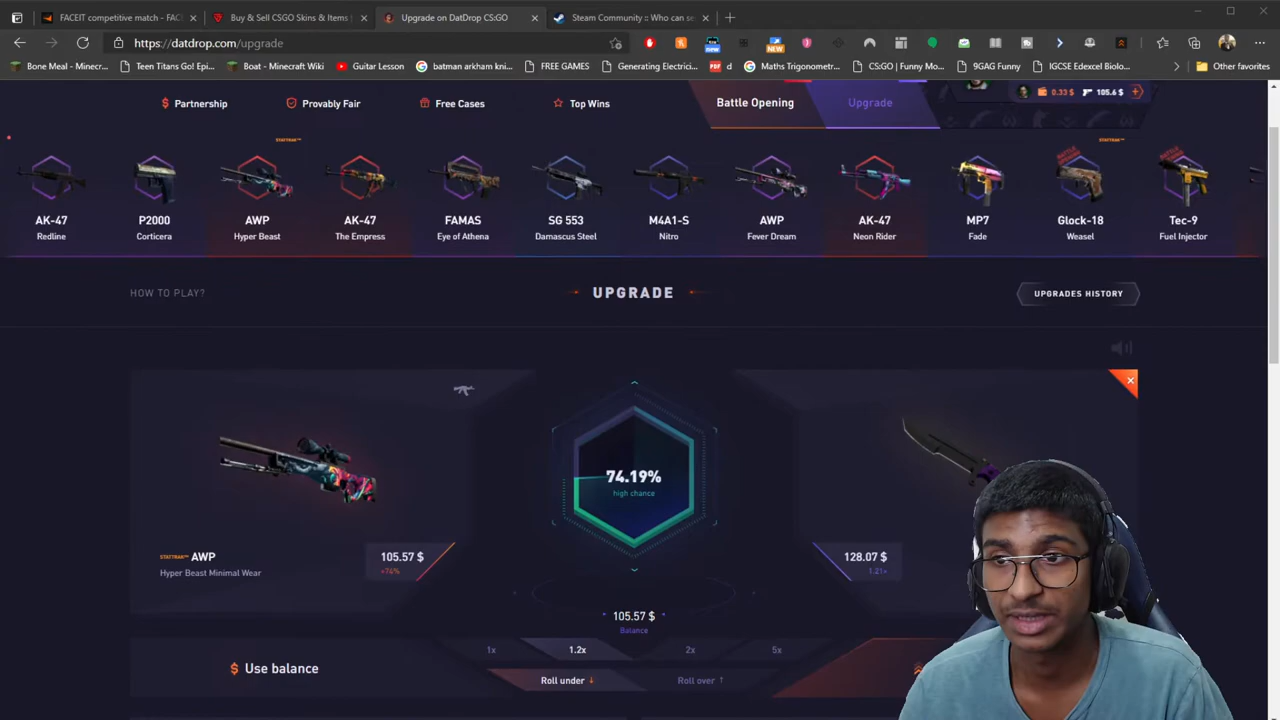 FACEIT competitive match - FACE
Buy & Sell CSGO Skins & Items |
Upgrade on DatDrop CS:GO
Steam Community :: Who can se
https://datdrop.com/upgrade
Bone Meal - Minecr...
Teen Titans Go! Epi...
Boat - Minecraft Wiki
Guitar Lesson
batman arkham kni...
FREE GAMES
Generating Electrici...
d
Maths Trigonometr...
CS:GO | Funny Mo...
9GAG Funny
IGCSE Edexcel Biolo...
Other favorites
Partnership
Provably Fair
Free Cases
Top Wins
Battle Opening
Upgrade
0.33 $
105.6 $
AK-47
Redline
P2000
Corticera
STATTRAK™
AWP
Hyper Beast
AK-47
The Empress
FAMAS
Eye of Athena
SG 553
Damascus Steel
M4A1-S
Nitro
AWP
Fever Dream
AK-47
Neon Rider
MP7
Fade
STATTRAK™
Glock-18
Weasel
Tec-9
Fuel Injector
HOW TO PLAY?
UPGRADE
UPGRADES HISTORY
74.19%
high chance
STATTRAK™ AWP
Hyper Beast Minimal Wear
105.57 $
≈76%
128.07 $
1.21×
105.57 $
Balance
$ Use balance
1x
1.2x
2x
5x
Roll under ↓
Roll over ↑